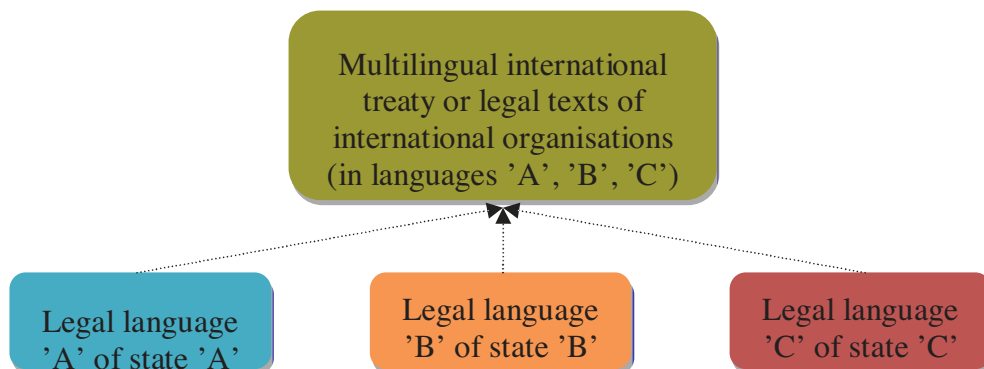 Multilingual international
treaty or legal texts of
international organisations
(in languages ’A’, ’B’, ’C’)
Legal language
’A’ of state ’A’
Legal language
’B’ of state ’B’
Legal language
’C’ of state ’C’